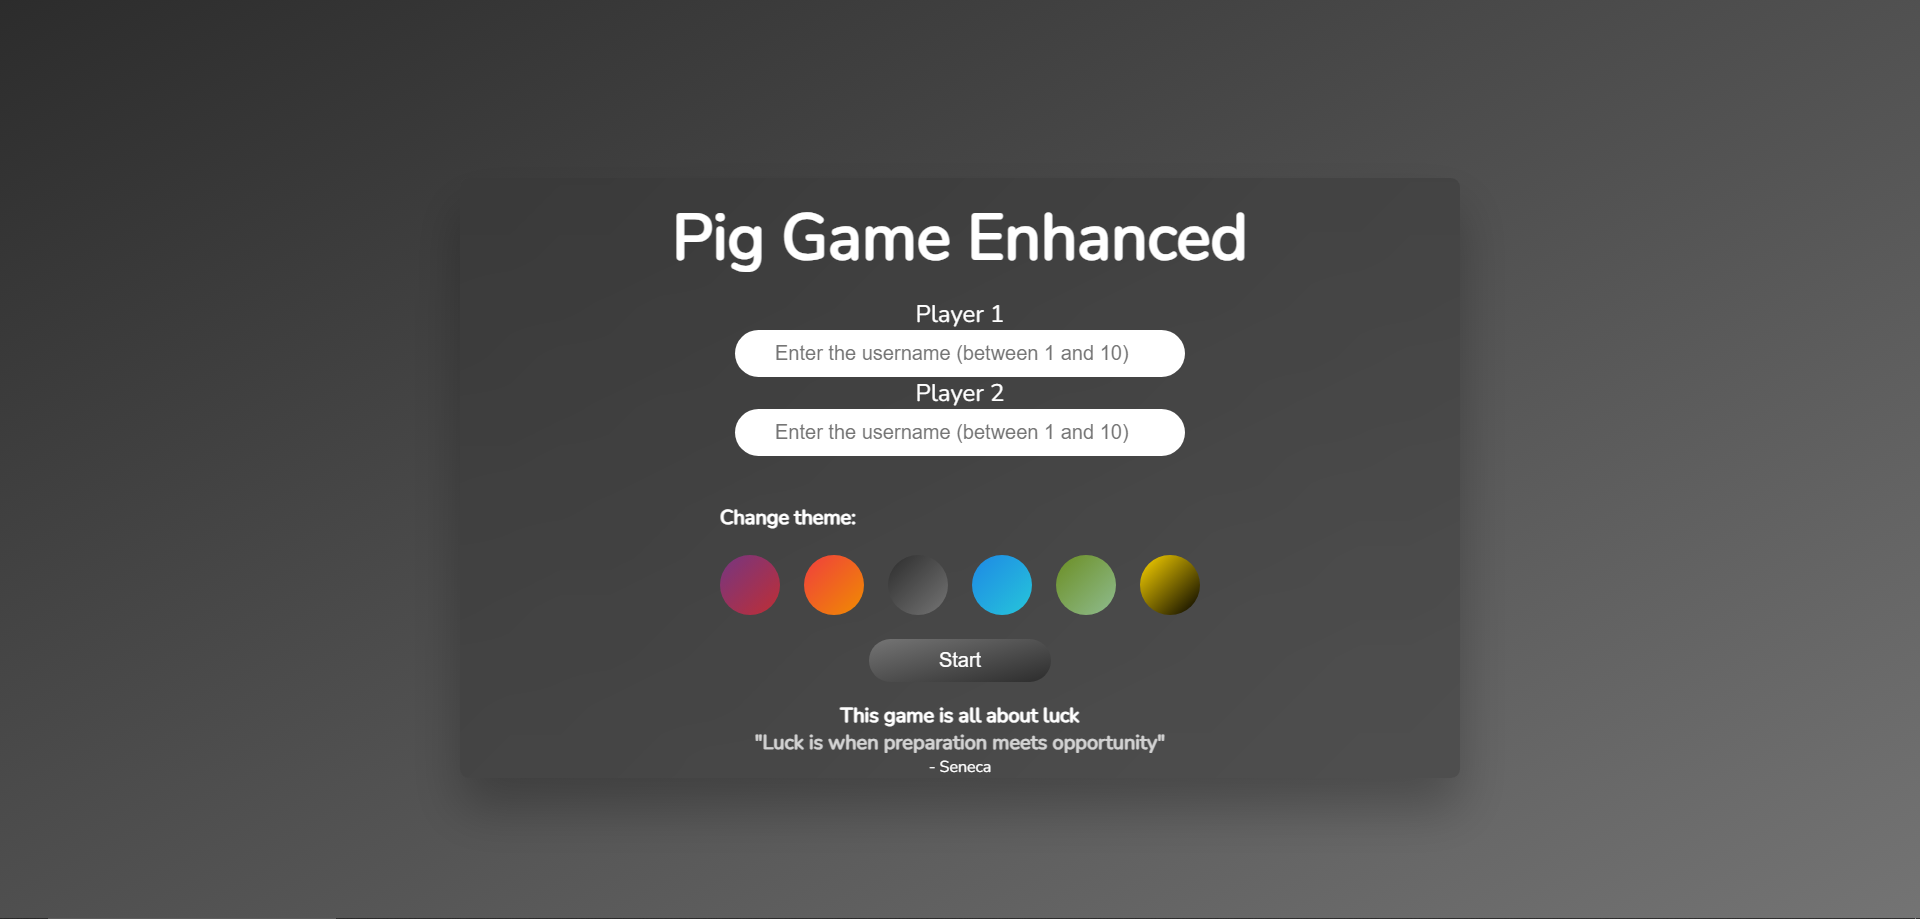 Pig Game Enhanced
Player 1
Enter the username (between 1 and 10)
Player 2
Enter the username (between 1 and 10)
Change theme:
Start
This game is all about luck
"Luck is when preparation meets opportunity"
- Seneca